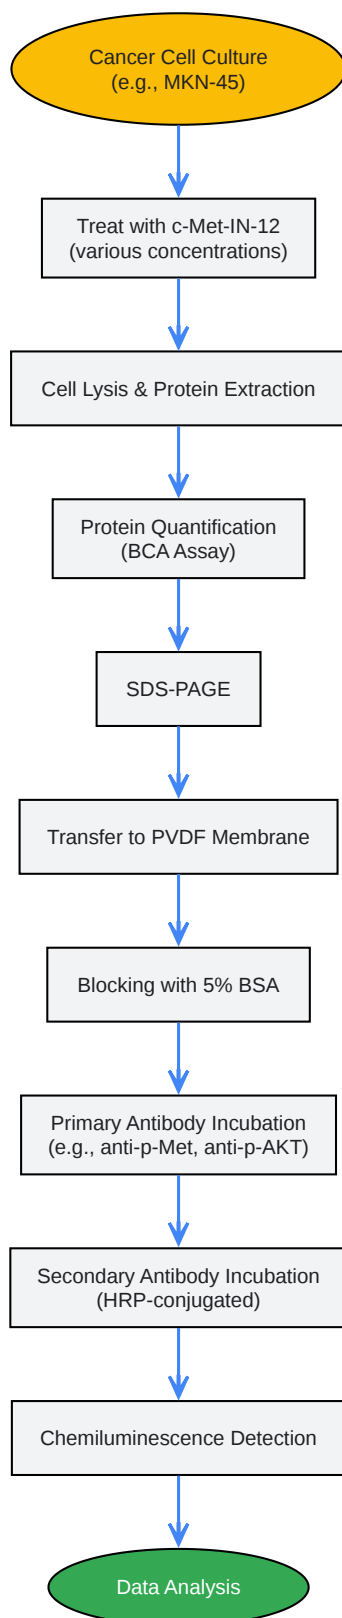 Cancer Cell Culture
(e.g., MKN-45)
Treat with c-Met-IN-12
(various concentrations)
Cell Lysis & Protein Extraction
Protein Quantification
(BCA Assay)
SDS-PAGE
Transfer to PVDF Membrane
Blocking with 5% BSA
Primary Antibody Incubation
(e.g., anti-p-Met, anti-p-AKT)
Secondary Antibody Incubation
(HRP-conjugated)
Chemiluminescence Detection
Data Analysis